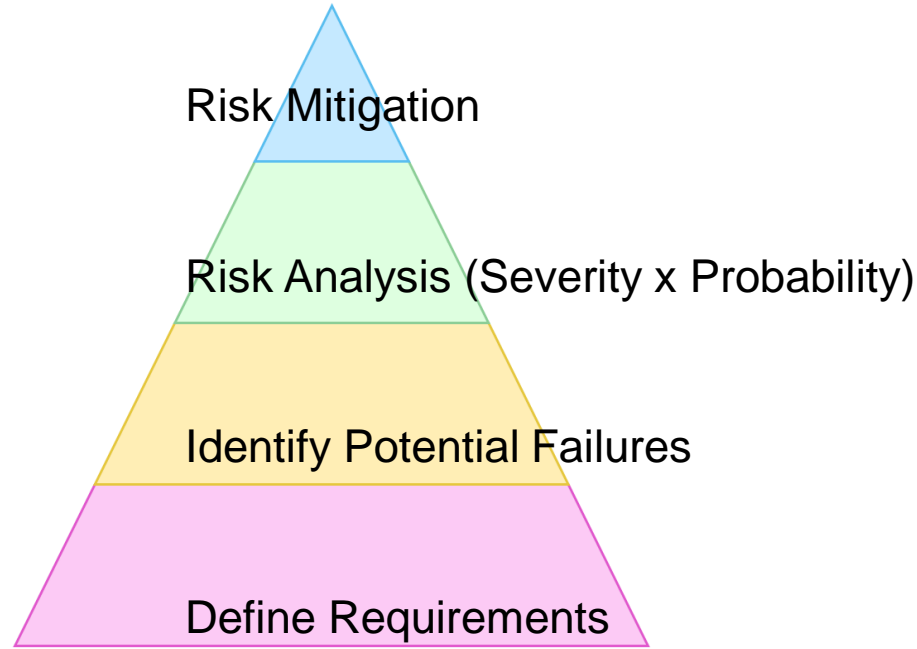 Risk Mitigation
Risk Analysis (Severity x Probability)
Identify Potential Failures
Define Requirements